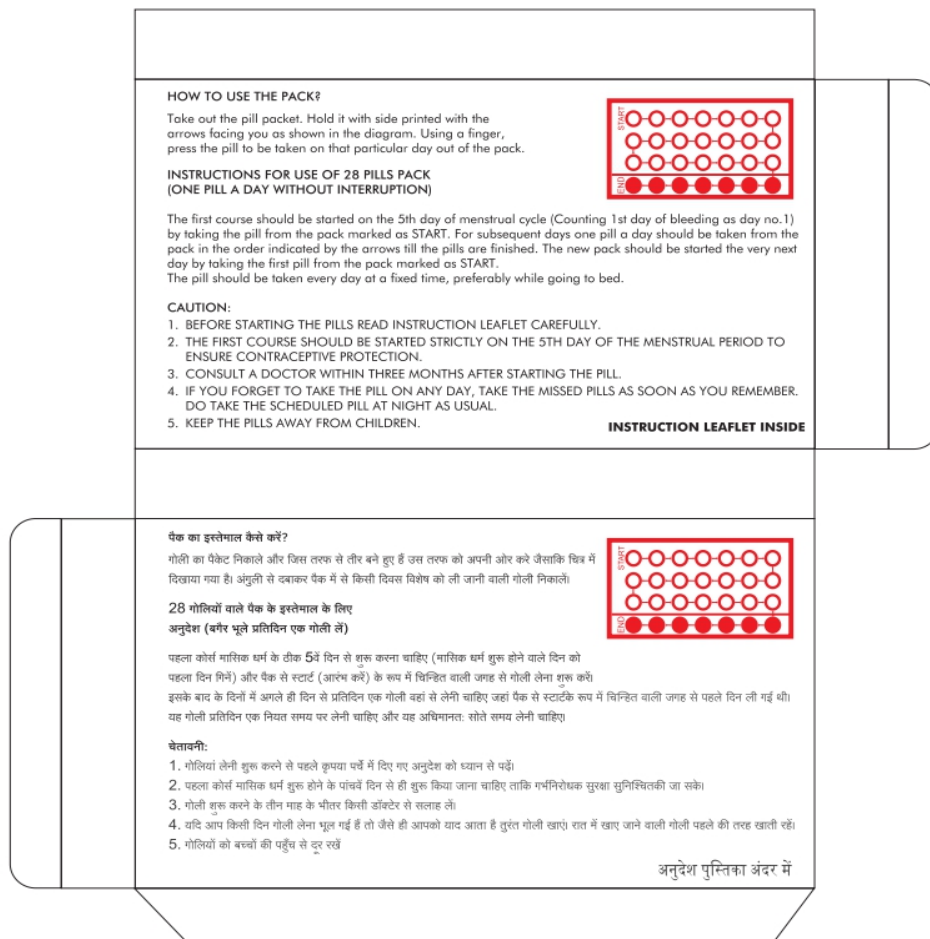 HOW TO USE THE PACK?
Take out the pill packet. Hold it with side printed with the
arrows facing you as shown in the diagram. Using a finger,
press the pill to be taken on that particular day out of the pack.
START
END
INSTRUCTIONS FOR USE OF 28 PILLS PACK
(ONE PILL A DAY WITHOUT INTERRUPTION)
The first course should be started on the 5th day of menstrual cycle (Counting 1st day of bleeding as day no.1)
by taking the pill from the pack marked as START. For subsequent days one pill a day should be taken from the
pack in the order indicated by the arrows till the pills are finished. The new pack should be started the very next
day by taking the first pill from the pack marked as START.
The pill should be taken every day at a fixed time, preferably while going to bed.
CAUTION:
1. BEFORE STARTING THE PILLS READ INSTRUCTION LEAFLET CAREFULLY.
2. THE FIRST COURSE SHOULD BE STARTED STRICTLY ON THE 5TH DAY OF THE MENSTRUAL PERIOD TO
ENSURE CONTRACEPTIVE PROTECTION.
3. CONSULT A DOCTOR WITHIN THREE MONTHS AFTER STARTING THE PILL.
4. IF YOU FORGET TO TAKE THE PILL ON ANY DAY, TAKE THE MISSED PILLS AS SOON AS YOU REMEMBER.
DO TAKE THE SCHEDULED PILL AT NIGHT AS USUAL.
5. KEEP THE PILLS AWAY FROM CHILDREN.
INSTRUCTION LEAFLET INSIDE
पैक का इस्तेमाल कैसे करें?
गोली का पैकेट निकाले और जिस तरफ से तीर बने हुए हैं उस तरफ को अपनी ओर करे जैसाकि चित्र में
दिखाया गया है। अंगुली से दबाकर पैक में से किसी दिवस विशेष को ली जानी वाली गोली निकालें।
START
END
28 गोलियों वाले पैक के इस्तेमाल के लिए
अनुदेश (बगैर भूले प्रतिदिन एक गोली लें)
पहला कोर्स मासिक धर्म के ठीक 5वें दिन से शुरू करना चाहिए (मासिक धर्म शुरू होने वाले दिन को
पहला दिन गिनें) और पैक से स्टार्ट (आरंभ करें) के रूप में चिन्हित वाली जगह से गोली लेना शुरू करें।
इसके बाद के दिनों में अगले ही दिन से प्रतिदिन एक गोली वहां से लेनी चाहिए जहां पैक से स्टार्टके रूप में चिन्हित वाली जगह से पहले दिन ली गई थी।
यह गोली प्रतिदिन एक नियत समय पर लेनी चाहिए और यह अधिमानत: सोते समय लेनी चाहिए।
चेतावनी:
1. गोलियां लेनी शुरू करने से पहले कृपया पर्चे में दिए गए अनुदेश को ध्यान से पढ़ें।
2. पहला कोर्स मासिक धर्म शुरू होने के पांचवें दिन से ही शुरू किया जाना चाहिए ताकि गर्भनिरोधक सुरक्षा सुनिश्चितकी जा सके।
3. गोली शुरू करने के तीन माह के भीतर किसी डॉक्टर से सलाह लें।
4. यदि आप किसी दिन गोली लेना भूल गई हैं तो जैसे ही आपको याद आता है तुरंत गोली खाएं। रात में खाए जाने वाली गोली पहले की तरह खाती रहें।
5. गोलियों को बच्चों की पहुँच से दूर रखें
अनुदेश पुस्तिका अंदर में